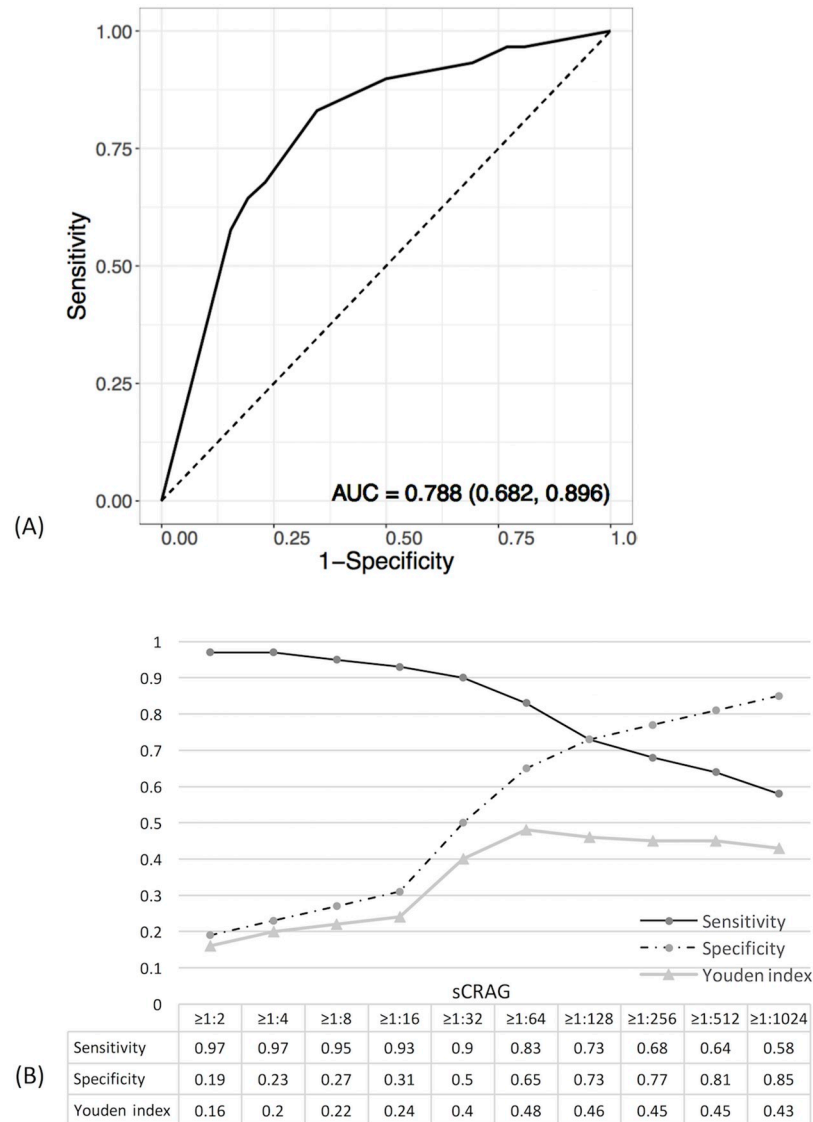 1.00
0.75
0.50
0.25
0.00
Sensitivity
AUC = 0.788 (0.682, 0.896)
(A)
0.00 0.25 0.50 0.75 1.0
1−Specificity
1
0.9
0.8
0.7
0.6
0.5
0.4
0.3
0.2
0.1
0
Sensitivity
Specificity
Youden index
sCRAG
≥1:2 ≥1:4 ≥1:8 ≥1:16 ≥1:32 ≥1:64 ≥1:128 ≥1:256 ≥1:512 ≥1:1024
Sensitivity 0.97 0.97 0.95 0.93 0.9 0.83 0.73 0.68 0.64 0.58
(B)
Specificity 0.19 0.23 0.27 0.31 0.5 0.65 0.73 0.77 0.81 0.85
Youden index 0.16 0.2 0.22 0.24 0.4 0.48 0.46 0.45 0.45 0.43